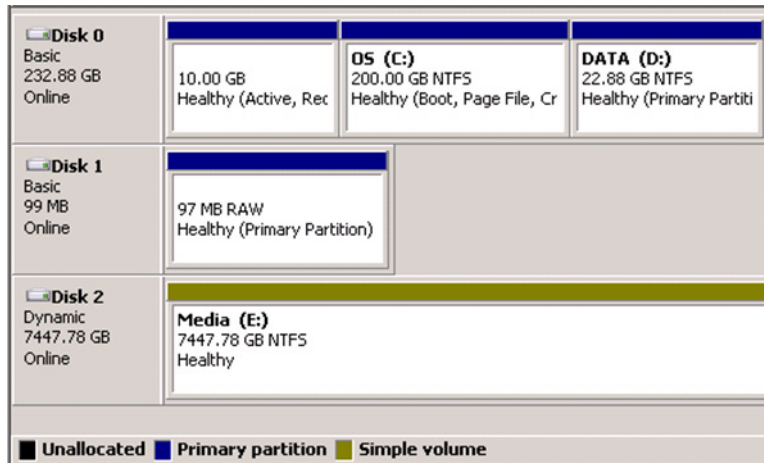 Disk 0
Basic
232.88 GB
Online
10.00 GB
Healthy (Active, Rec
OS (C:)
200.00 GB NTFS
Healthy (Boot, Page File, Cr
DATA (D:)
22.88 GB NTFS
Healthy (Primary Partiti
Disk 1
Basic
99 MB
Online
97 MB RAW
Healthy (Primary Partition)
Disk 2
Dynamic
7447.78 GB
Online
Media (E:)
7447.78 GB NTFS
Healthy
Unallocated Primary partition Simple volume